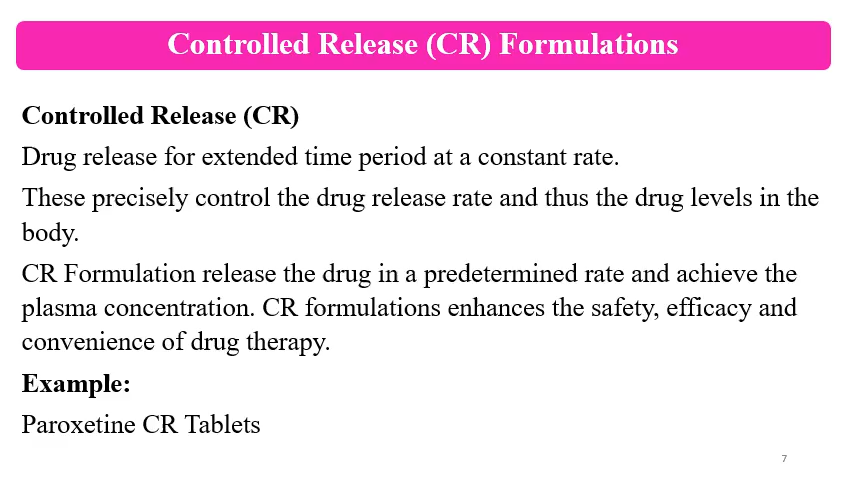 Controlled Release (CR) Formulations
Controlled Release (CR)
Drug release for extended time period at a constant rate.
These precisely control the drug release rate and thus the drug levels in the
body.
CR Formulation release the drug in a predetermined rate and achieve the
plasma concentration. CR formulations enhances the safety, efficacy and
convenience of drug therapy.
Example:
Paroxetine CR Tablets
7